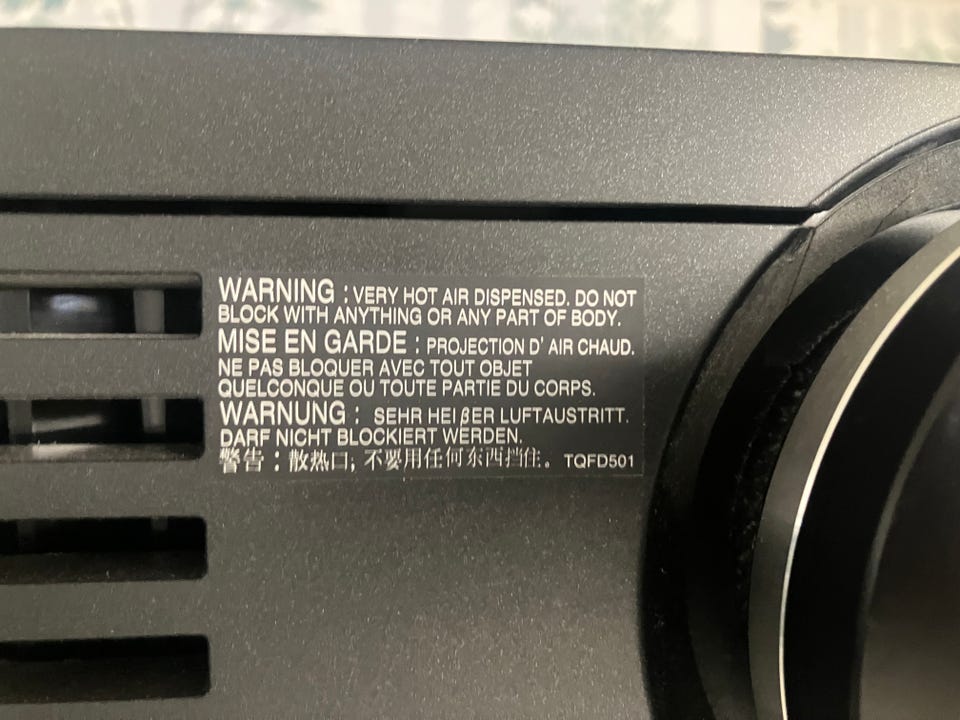 WARNING : VERY HOT AIR DISPENSED. DO NOT
BLOCK WITH ANYTHING OR ANY PART OF BODY.
MISE EN GARDE : PROJECTION D' AIR CHAUD.
NE PAS BLOQUER AVEC TOUT OBJET
QUELCONQUE OU TOUTE PARTIE DU CORPS.
WARNUNG : SEHR HEIßER LUFTAUSTRITT.
DARF NICHT BLOCKIERT WERDEN.
警告：散热口; 不要用任何东西挡住。 TQFD501